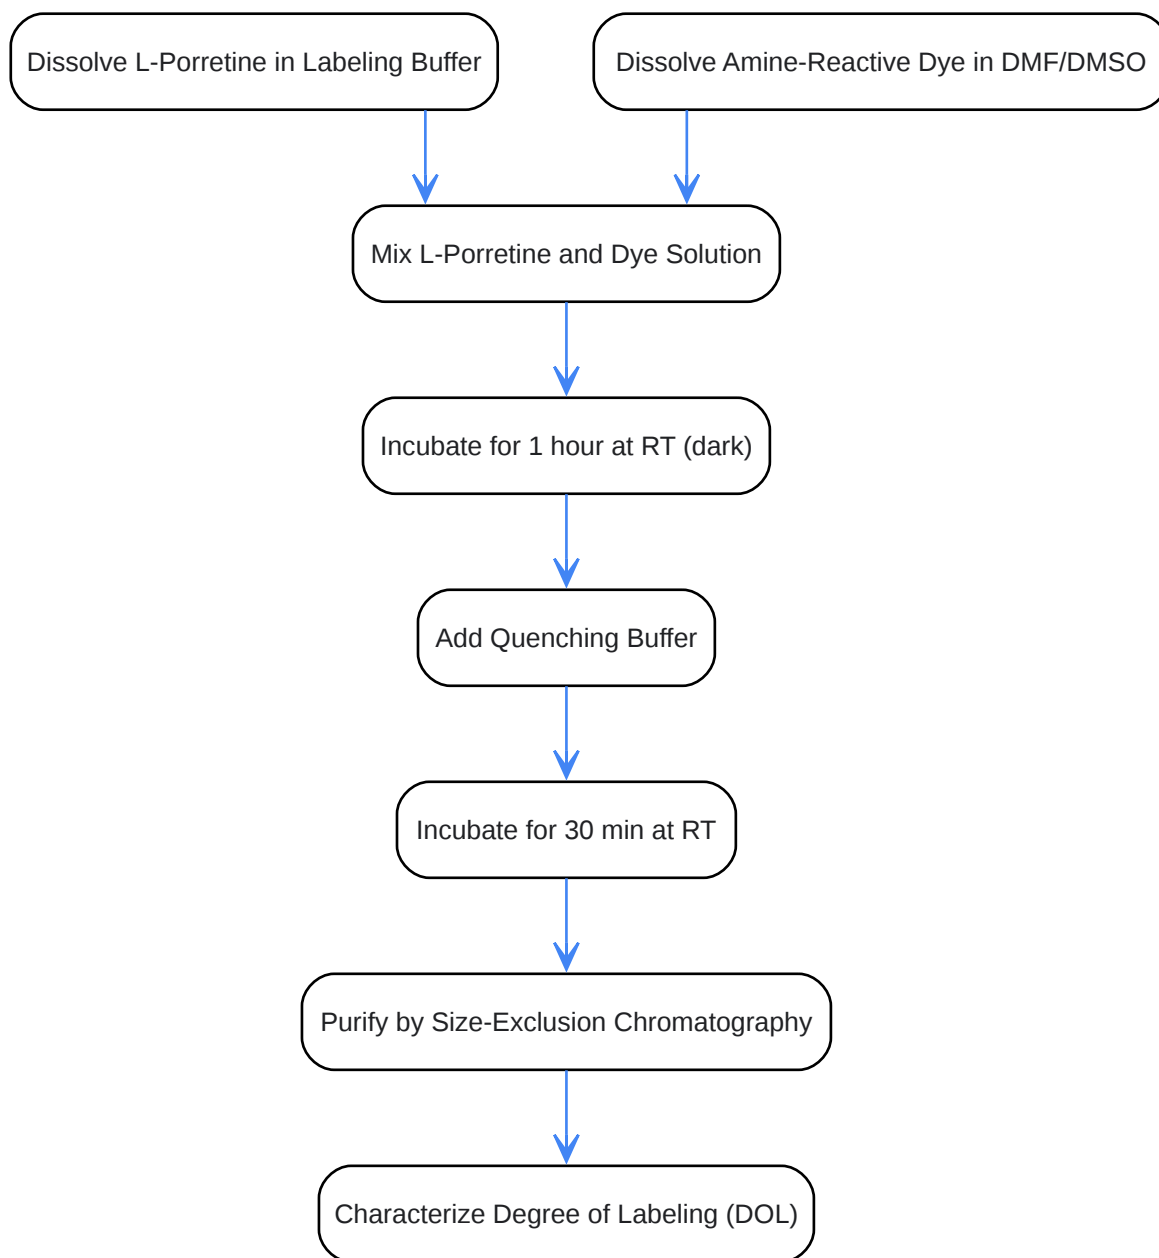 Dissolve L-Porretine in Labeling Buffer
Dissolve Amine-Reactive Dye in DMF/DMSO
Mix L-Porretine and Dye Solution
Incubate for 1 hour at RT (dark)
Add Quenching Buffer
Incubate for 30 min at RT
Purify by Size-Exclusion Chromatography
Characterize Degree of Labeling (DOL)